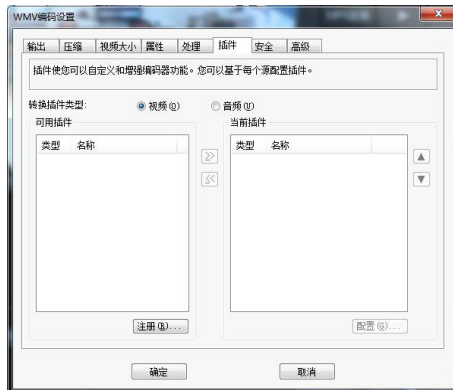 WMV编码设置
输出 压缩 视频大小 属性 处理 插件 安全 高级
插件使您可以自定义和增强编码器功能。您可以基于每个源配置插件。
转换插件类型: 视频(O) 音频(U)
可用插件 当前插件
类型 名称 类型 名称
>>
<<
注册(R)... 配置(G)...
确定 取消